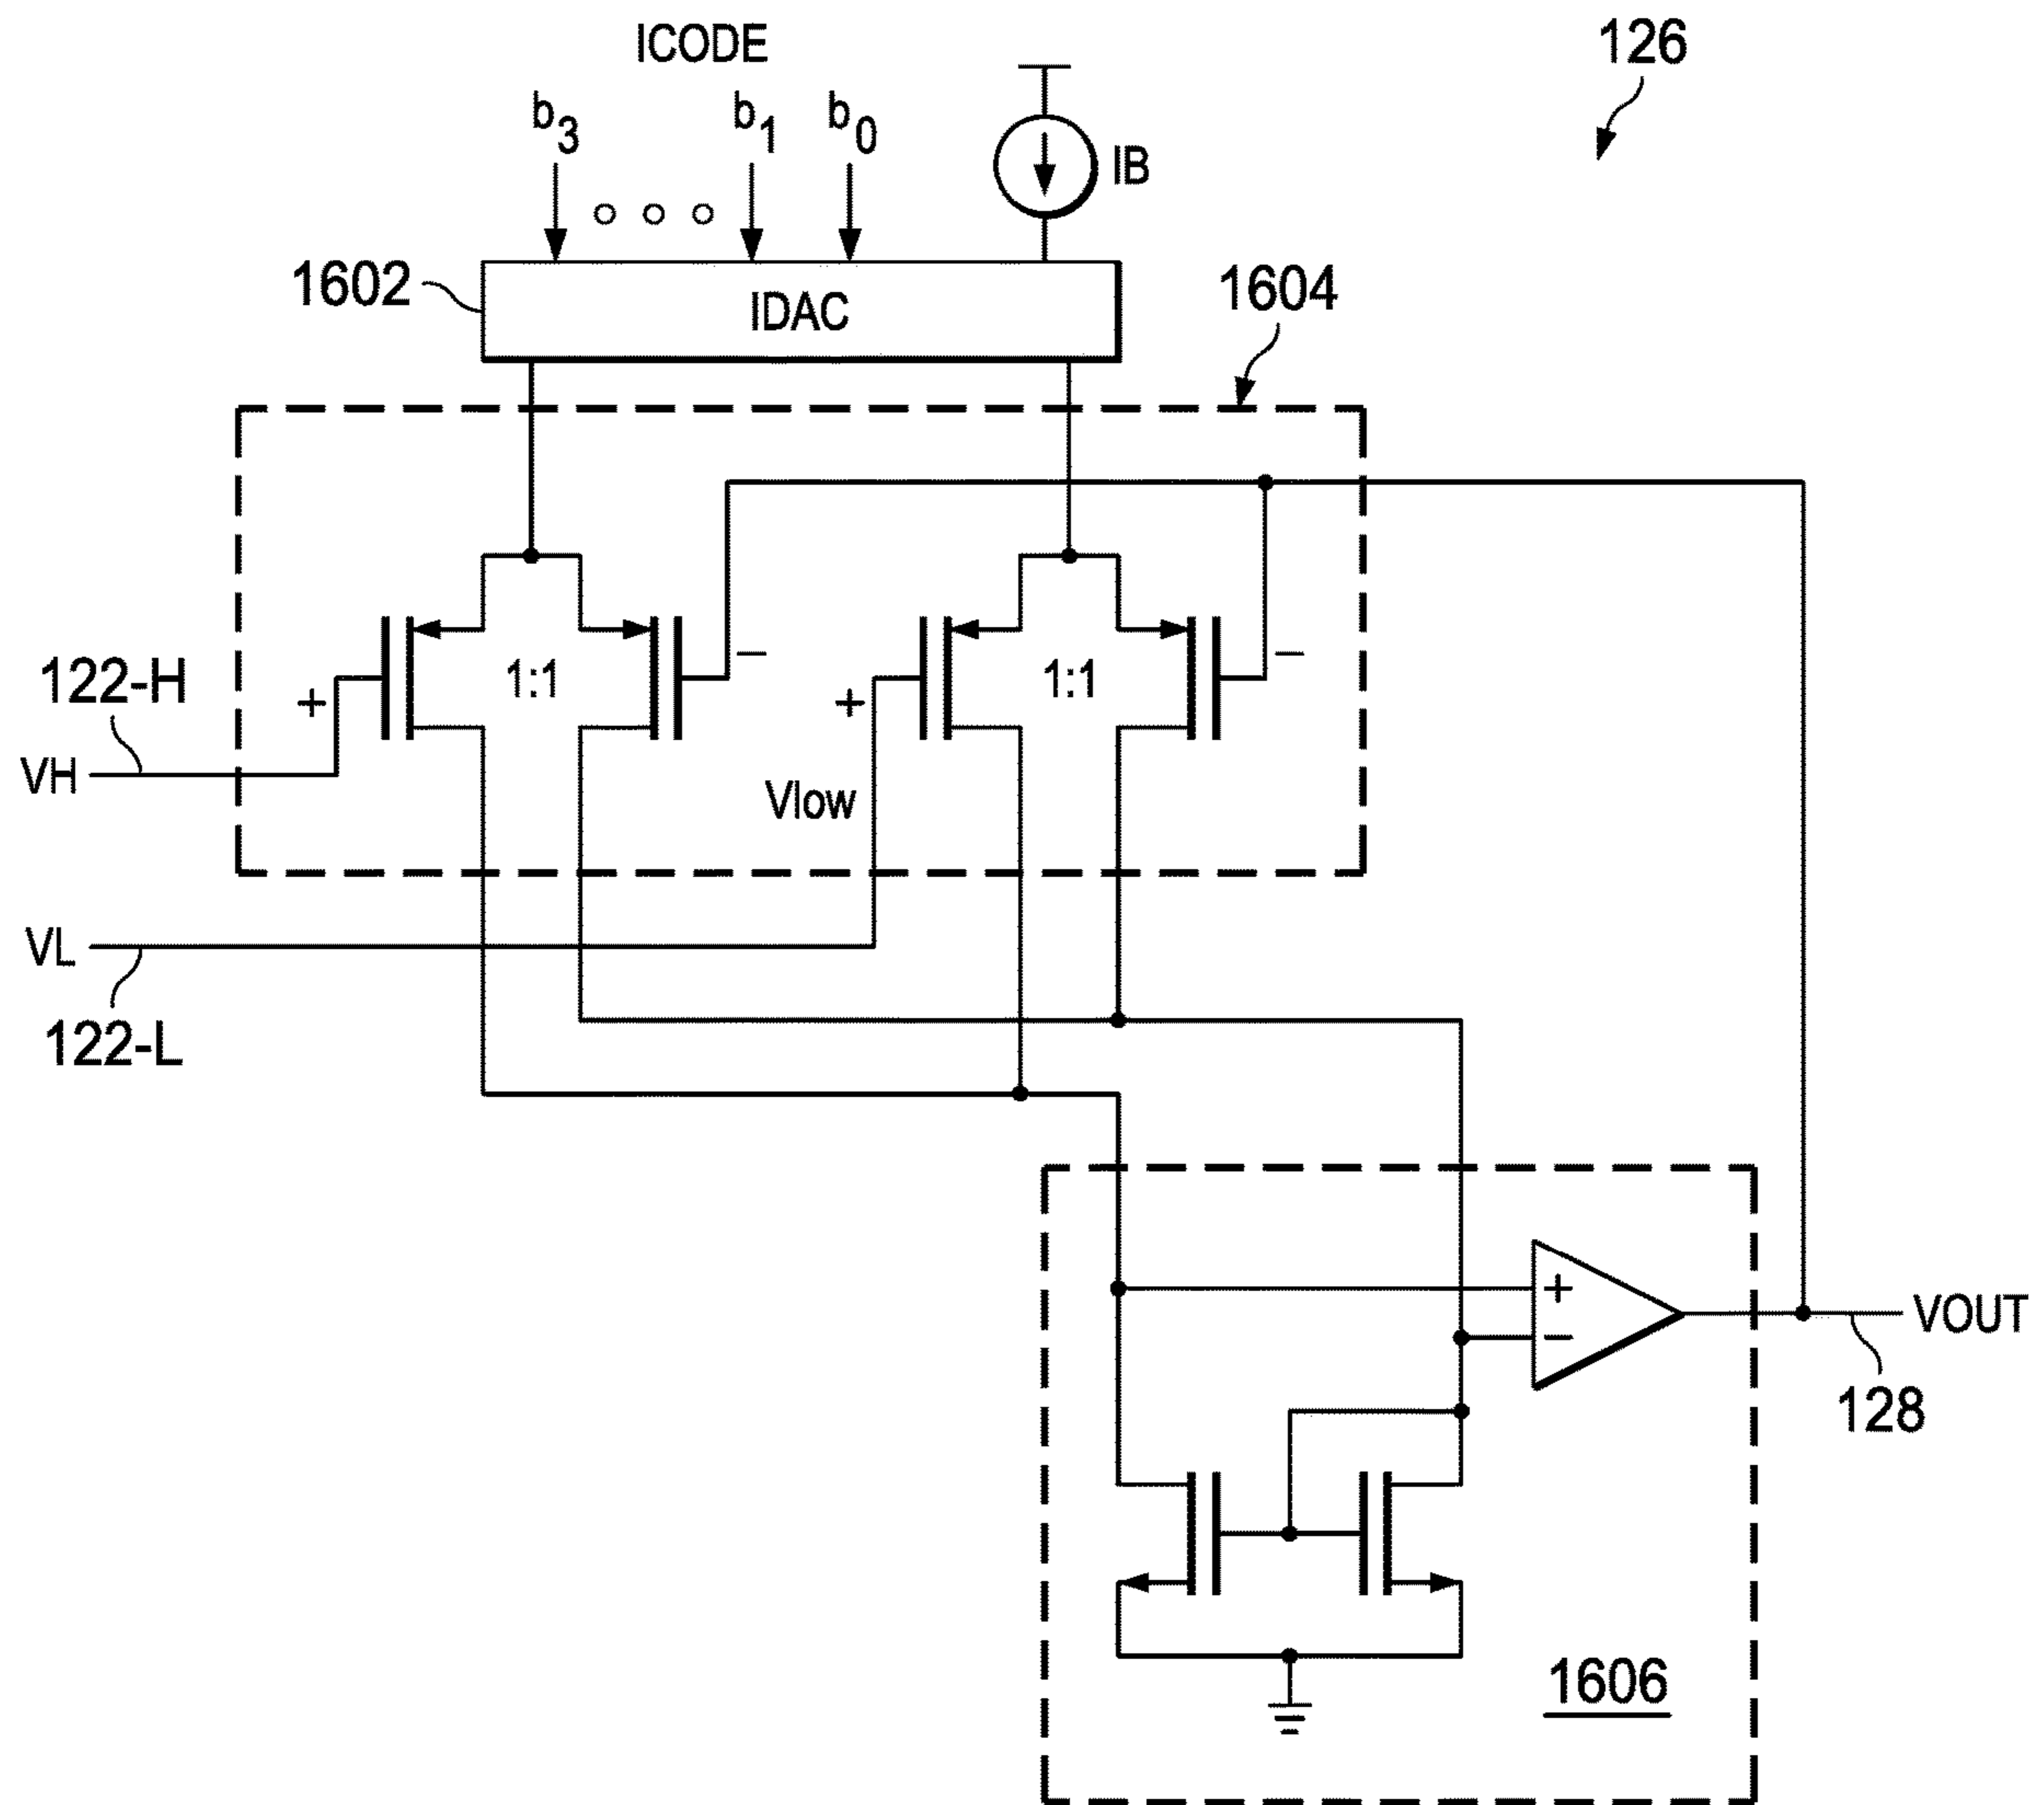 ICODE
126
b3
b1
b0
IB
1602
IDAC
1604
122-H
+
1:1
−
+
1:1
−
VH
Vlow
VL
122-L
+
−
VOUT
128
1606